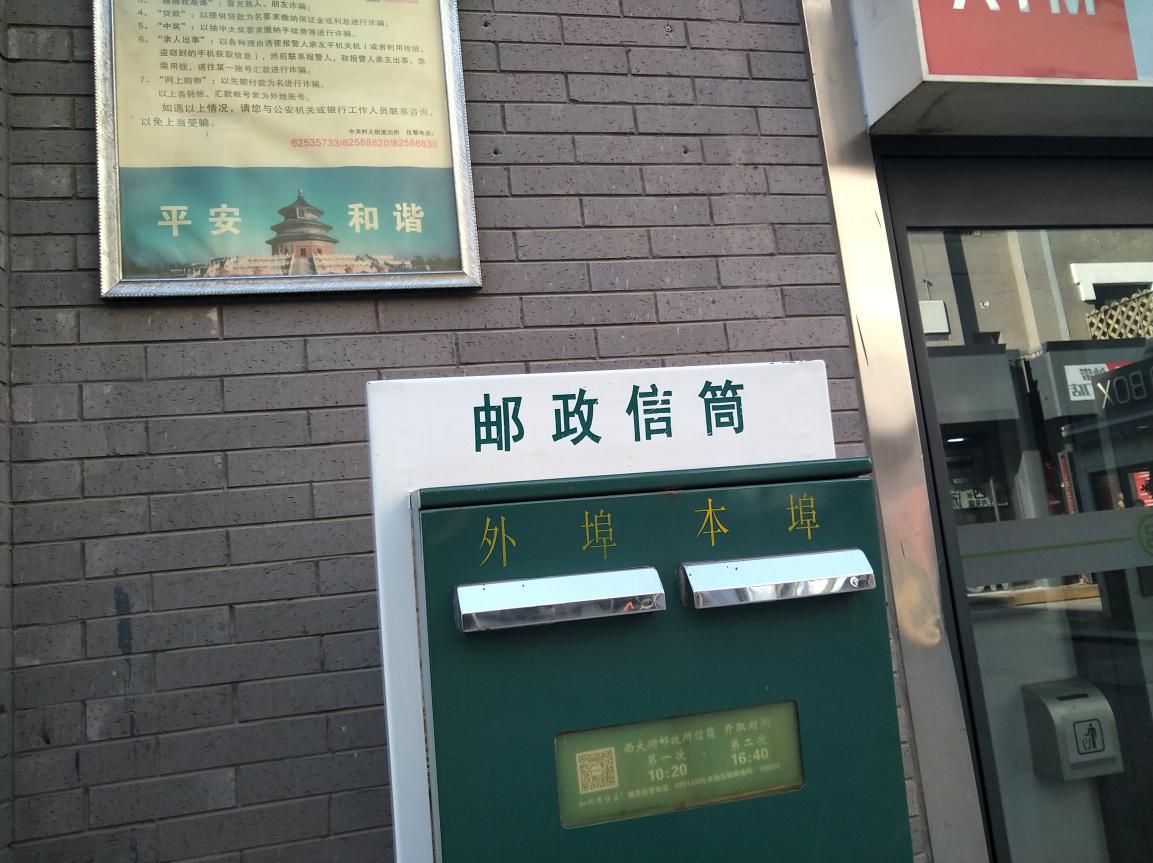 4、“贷款”：以提供贷款为名要求缴纳保证金或利息进行诈骗；
5、“中奖”：以抽中大奖要求缴纳手续费等进行诈骗。
6、“亲人出事”：以各种理由请使报警人亲友手机关机（或者利用捡拾、
盗窃到的手机获取信息），然后联系报警人，称报警人亲友出事，急
需用钱，速往某一账号汇款进行诈骗。
7、“网上购物”：以先期付款为名进行诈骗。
以上各转帐、汇款帐号常为外地账号。
如遇以上情况，请您与公安机关或银行工作人员联系咨询，
以免上当受骗。
中关村大街派出所 报警电话：
62535733/82588820/82588830
平安 和谐
ATM
邮政信筒
外埠 本埠
西大街邮政所信筒 开取时间
第一次 第二次
10:20 16:40
BOX